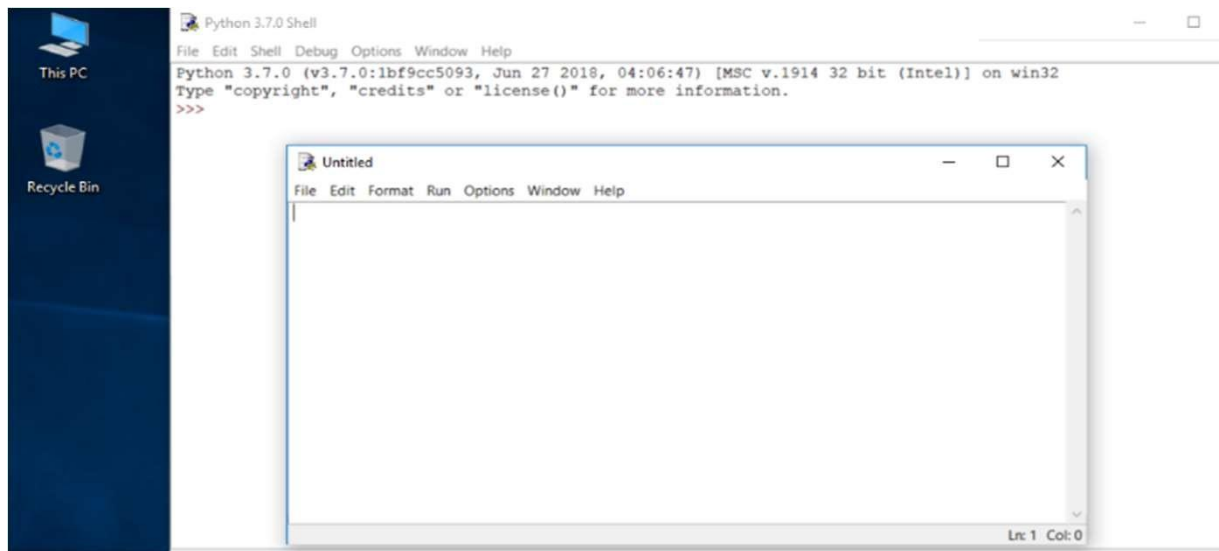 This PC
Recycle Bin
Python 3.7.0 Shell
File Edit Shell Debug Options Window Help
Python 3.7.0 (v3.7.0:1bf9cc5093, Jun 27 2018, 04:06:47) [MSC v.1914 32 bit (Intel)] on win32
Type "copyright", "credits" or "license()" for more information.
>>>
Untitled
File Edit Format Run Options Window Help
Ln: 1 Col: 0